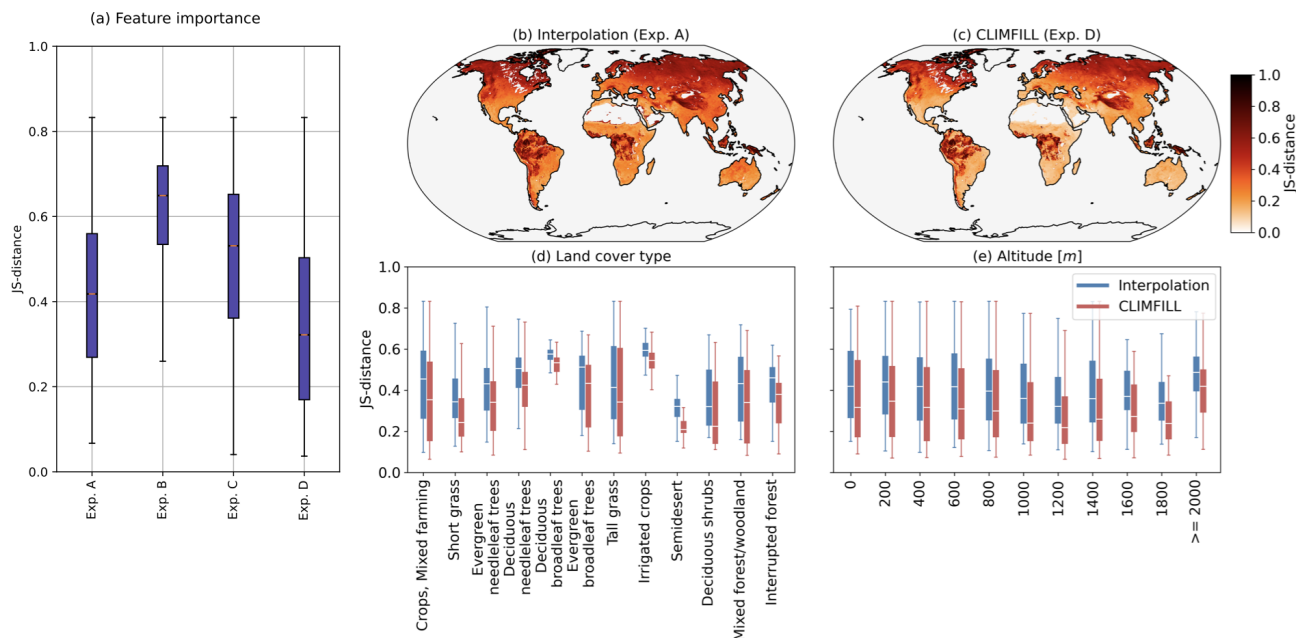 (a) Feature importance
1.0
0.8
0.6
0.4
0.2
0.0
JS-distance
Exp. A
Exp. B
Exp. C
Exp. D
(b) Interpolation (Exp. A)
(c) CLIMFILL (Exp. D)
1.0
0.8
0.6
0.4
0.2
0.0
JS-distance
(d) Land cover type
1.0
0.8
0.6
0.4
0.2
0.0
JS-distance
Crops, Mixed farming
Short grass
Evergreen
needleleaf trees
Deciduous
needleleaf trees
Deciduous
broadleaf trees
Evergreen
broadleaf trees
Tall grass
Irrigated crops
Semidesert
Deciduous shrubs
Mixed forest/woodland
Interrupted forest
(e) Altitude [m]
Interpolation
CLIMFILL
0
200
400
600
800
1000
1200
1400
1600
1800
>= 2000